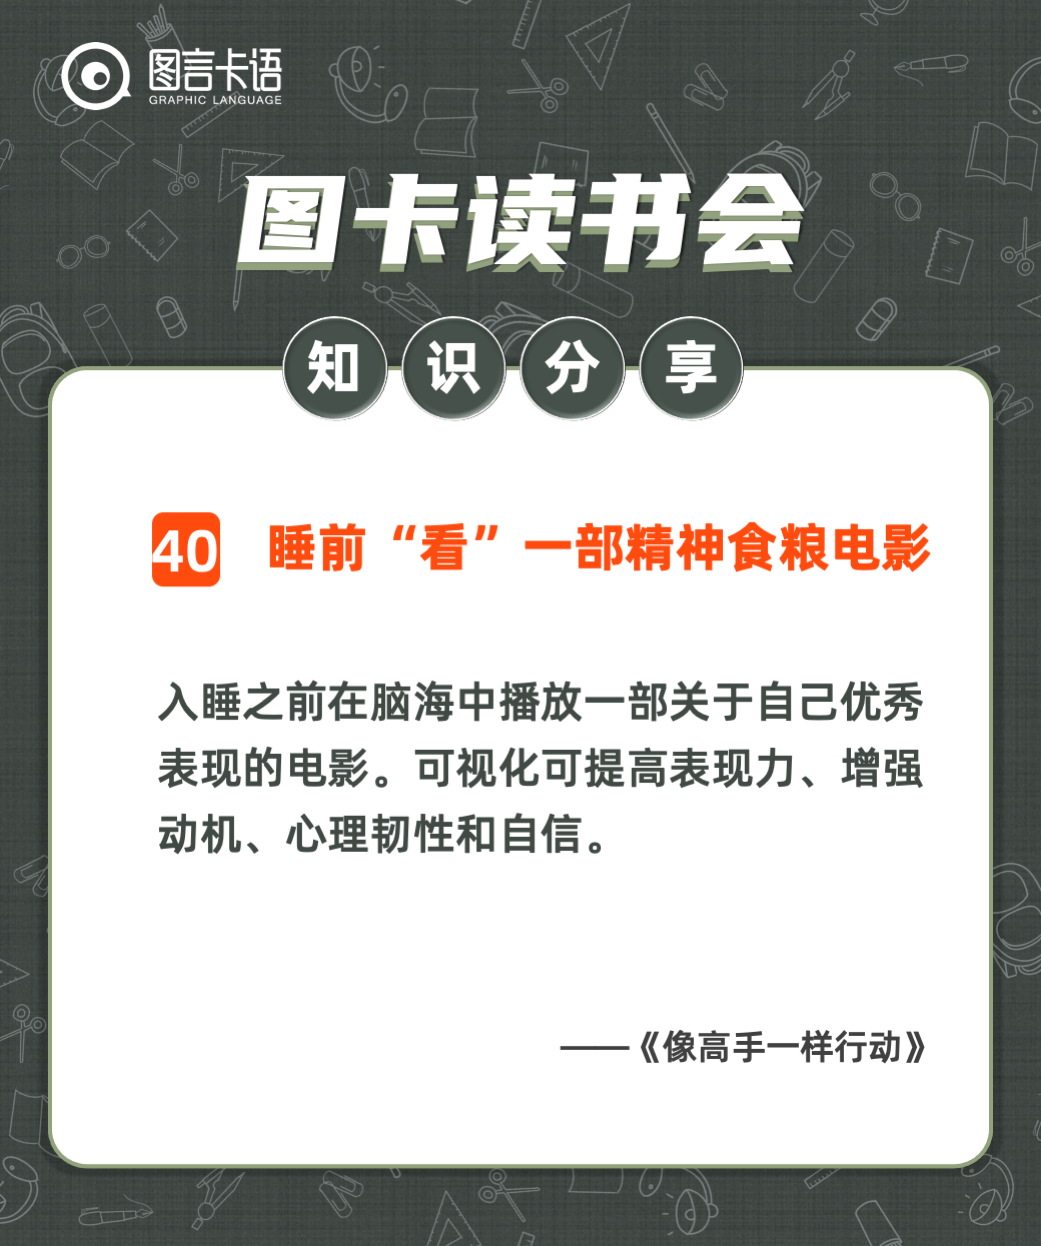 图言卡语
GRAPHIC LANGUAGE
图卡读书会
知识分享
40 睡前“看”一部精神食粮电影
入睡之前在脑海中播放一部关于自己优秀
表现的电影。可视化可提高表现力、增强
动机、心理韧性和自信。
——《像高手一样行动》